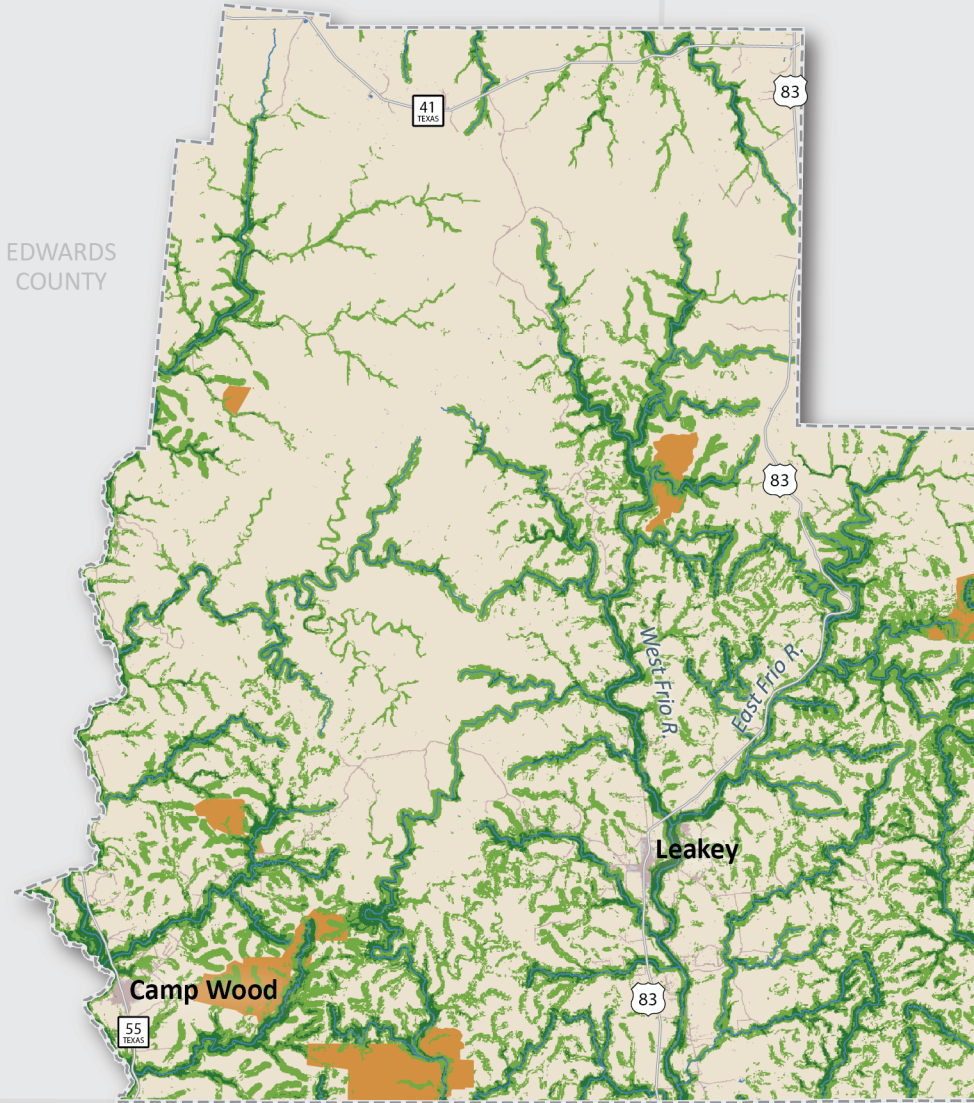 83
41
TEXAS
EDWARDS
COUNTY
83
West Frio R.
East Frio R.
Leakey
Camp Wood
83
55
TEXAS